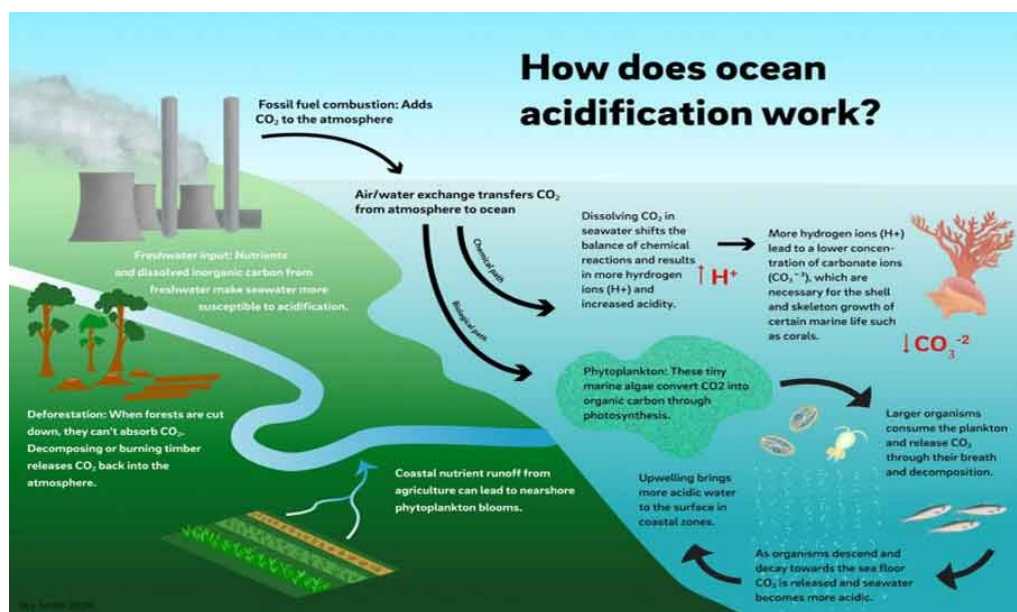 How does ocean
acidification work?
Fossil fuel combustion: Adds
CO₂ to the atmosphere
Air/water exchange transfers CO₂
from atmosphere to ocean
Chemical path
Biological path
Dissolving CO₂ in
seawater shifts the
balance of chemical
reactions and results
in more hyrdrogen
ions (H+) and
increased acidity.
↑ H⁺
More hydrogen ions (H+)
lead to a lower concen-
tration of carbonate ions
(CO₃⁻²), which are
necessary for the shell
and skeleton growth of
certain marine life such
as corals.
↓CO₃⁻²
Freshwater input: Nutrients
and dissolved inorganic carbon from
freshwater make seawater more
susceptible to acidification.
Deforestation: When forests are cut
down, they can't absorb CO₂.
Decomposing or burning timber
releases CO₂ back into the
atmosphere.
Coastal nutrient runoff from
agriculture can lead to nearshore
phytoplankton blooms.
Phytoplankton: These tiny
marine algae convert CO2 into
organic carbon through
photosynthesis.
Larger organisms
consume the plankton
and release CO₂
through their breath
and decomposition.
Upwelling brings
more acidic water
to the surface in
coastal zones.
As organisms descend and
decay towards the sea floor
CO₂ is released and seawater
becomes more acidic.